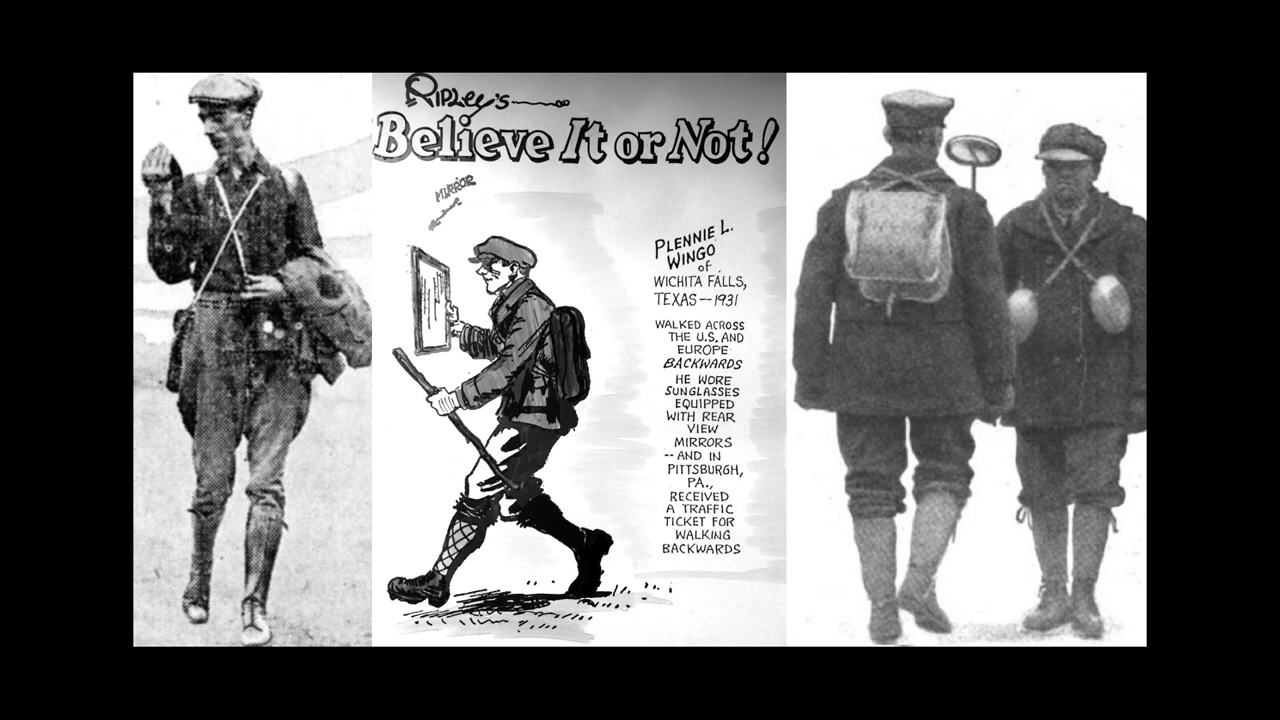 Ripley's
Believe It or Not!
MIRROR
PLENNIE L.
WINGO
of
WICHITA FALLS,
TEXAS — 1931
WALKED ACROSS
THE U.S. AND
EUROPE
BACKWARDS
HE WORE
SUNGLASSES
EQUIPPED
WITH REAR
VIEW
MIRRORS
-- AND IN
PITTSBURGH,
PA.,
RECEIVED
A TRAFFIC
TICKET FOR
WALKING
BACKWARDS